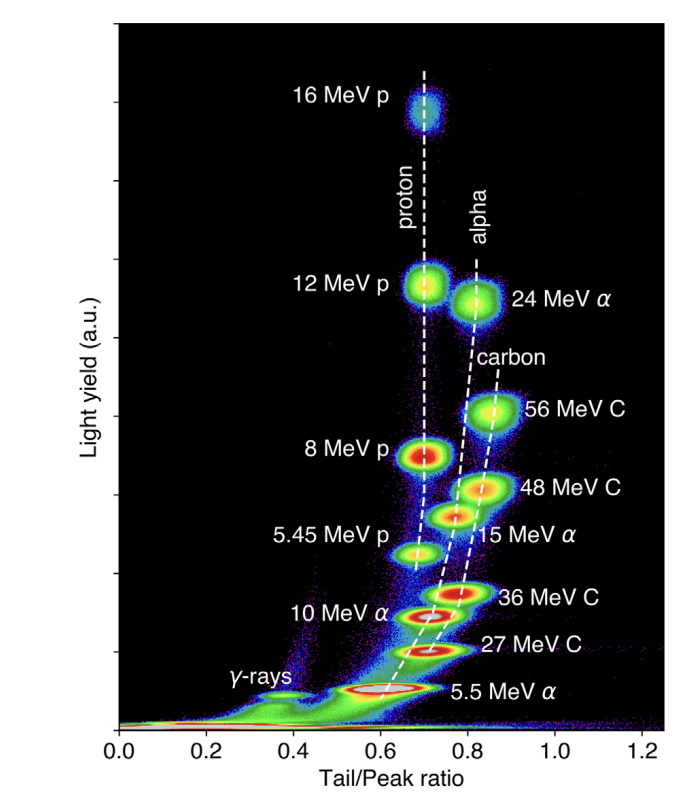 16 MeV p
proton
alpha
12 MeV p
24 MeV α
carbon
56 MeV C
8 MeV p
48 MeV C
5.45 MeV p
15 MeV α
36 MeV C
10 MeV α
27 MeV C
γ-rays
5.5 MeV α
Light yield (a.u.)
0.0 0.2 0.4 0.6 0.8 1.0 1.2
Tail/Peak ratio